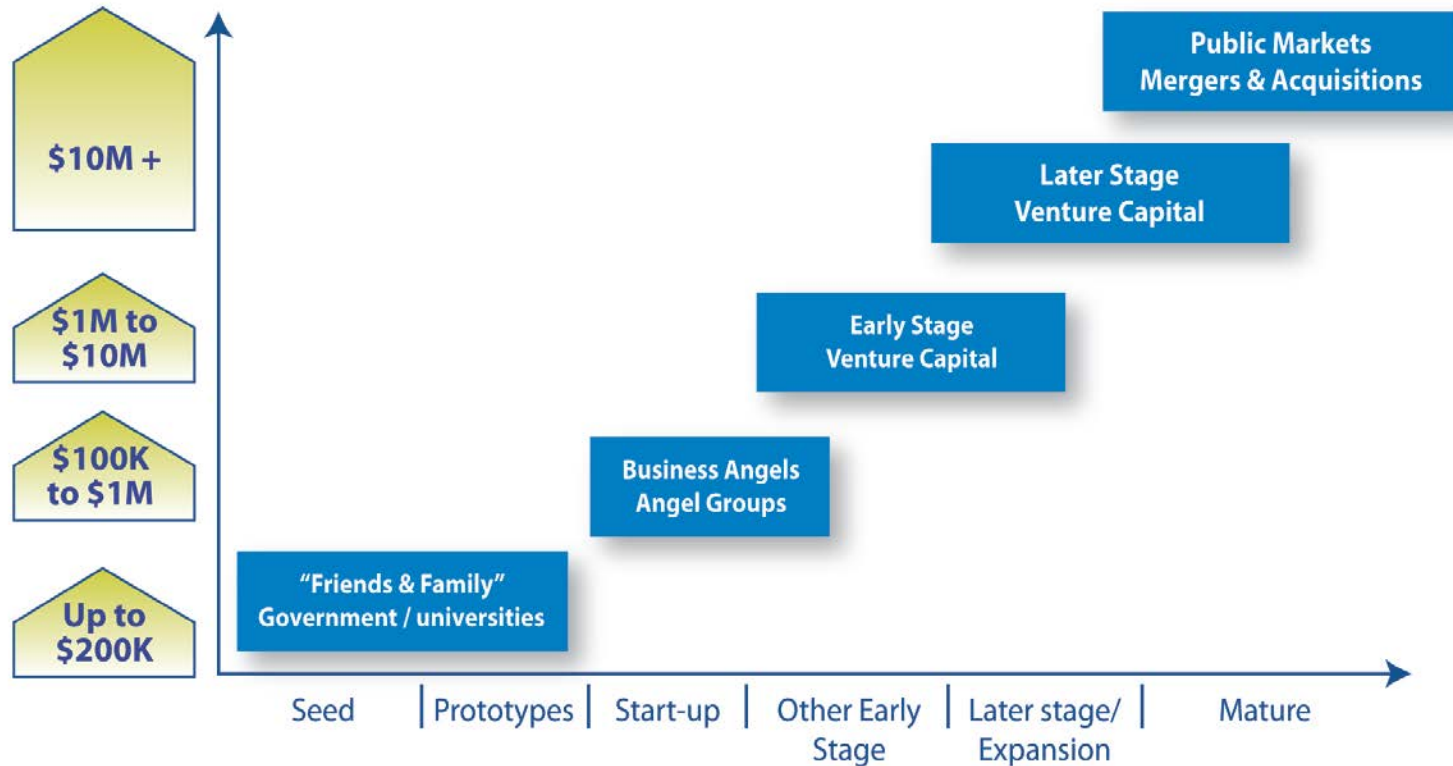 $10M +
$1M to
$10M
$100K
to $1M
Up to
$200K
Public Markets
Mergers & Acquisitions
Later Stage
Venture Capital
Early Stage
Venture Capital
Business Angels
Angel Groups
“Friends & Family”
Government / universities
Seed
Prototypes
Start-up
Other Early
Stage
Later stage/
Expansion
Mature